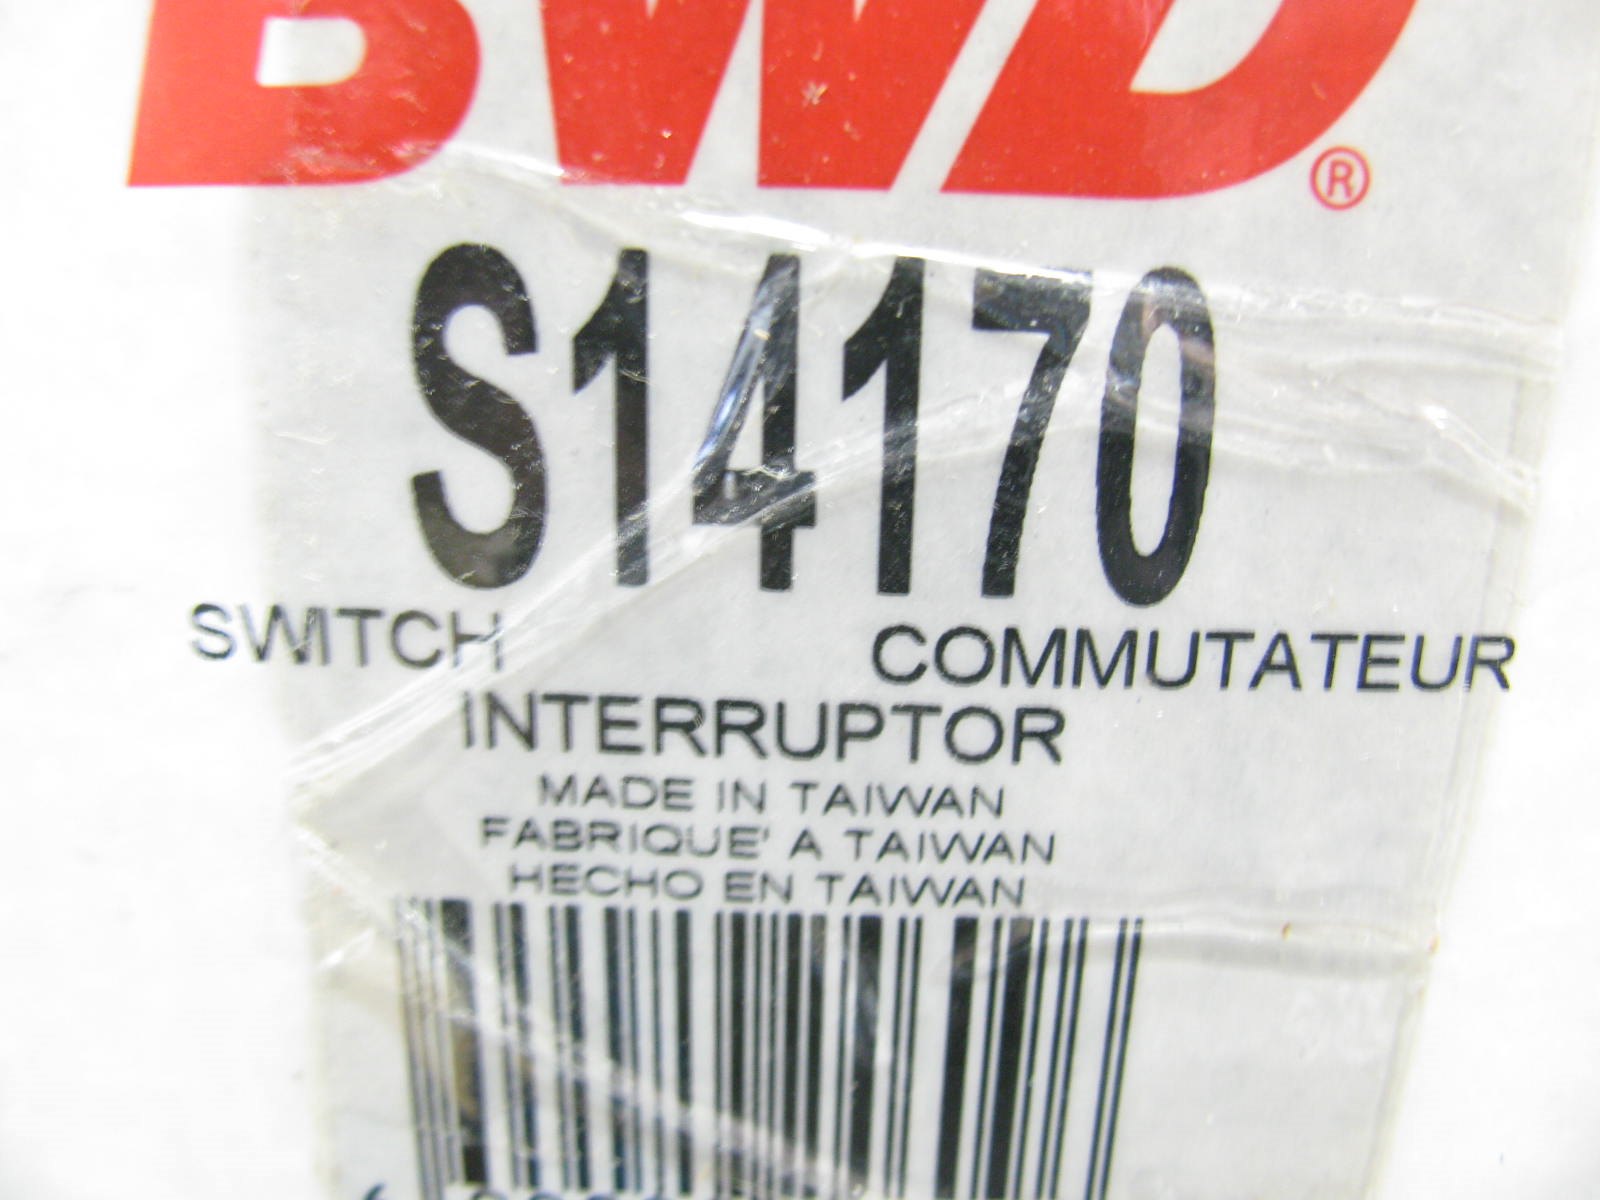 BWD®
S14170
SWITCH COMMUTATEUR
INTERRUPTOR
MADE IN TAIWAN
FABRIQUE' A TAIWAN
HECHO EN TAIWAN